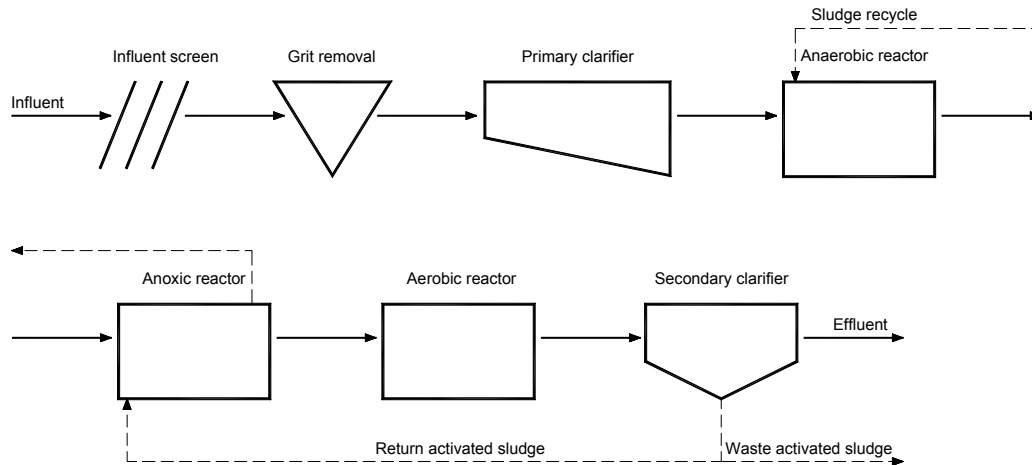 Sludge recycle
Influent screen
Grit removal
Primary clarifier
Anaerobic reactor
Influent
Anoxic reactor
Aerobic reactor
Secondary clarifier
Effluent
Return activated sludge
Waste activated sludge